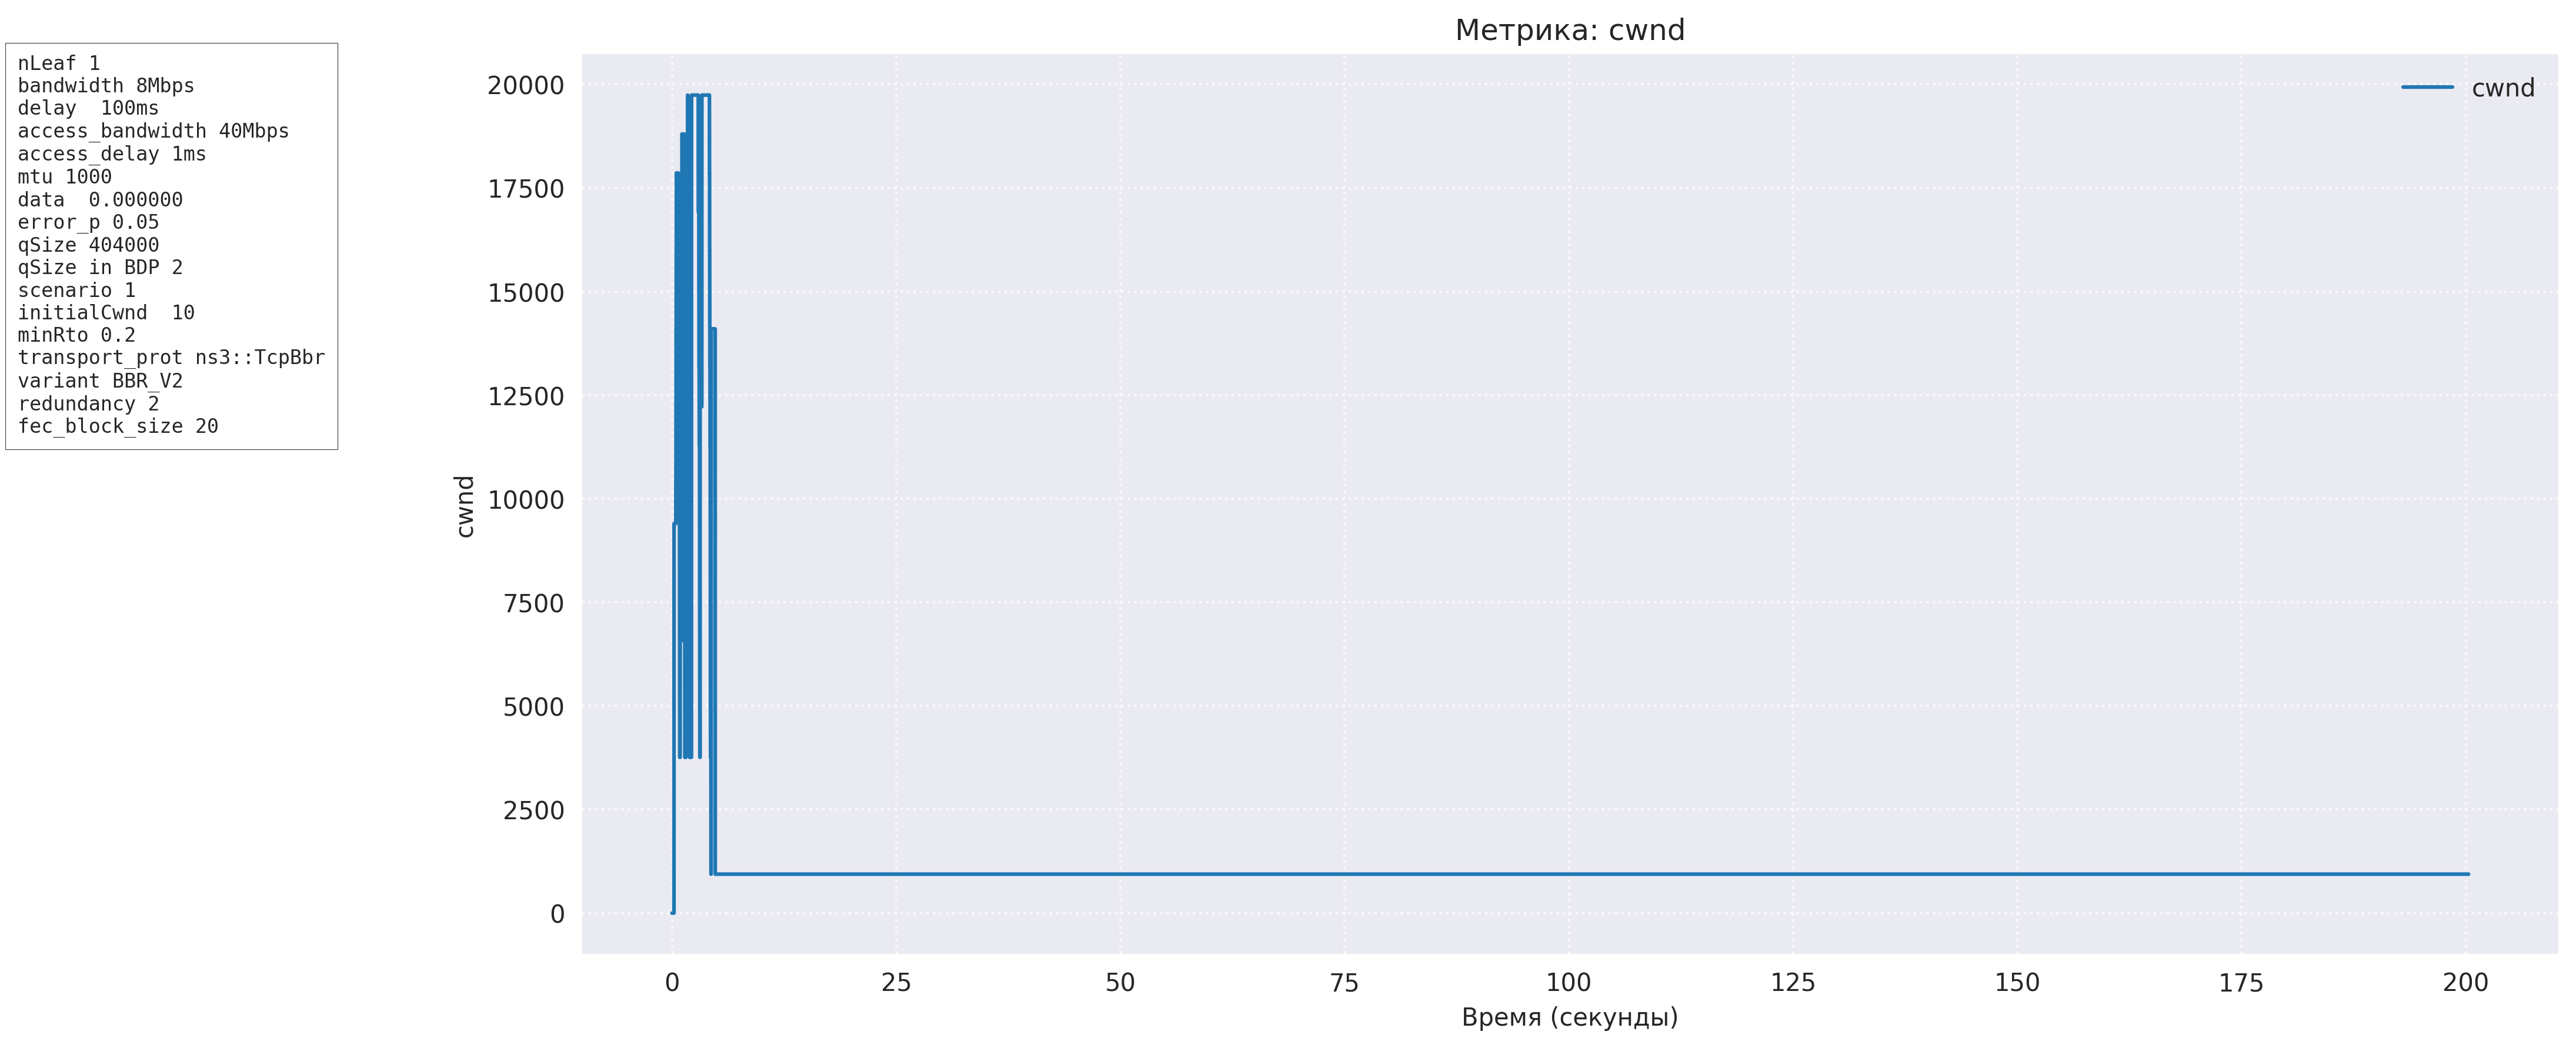 Метрика: cwnd
nLeaf 1
bandwidth 8Mbps
delay  100ms
access_bandwidth 40Mbps
access_delay 1ms
mtu 1000
data  0.000000
error_p 0.05
qSize 404000
qSize in BDP 2
scenario 1
initialCwnd  10
minRto 0.2
transport_prot ns3::TcpBbr
variant BBR_V2
redundancy 2
fec_block_size 20
cwnd
20000
17500
15000
12500
10000
7500
5000
2500
0
cwnd
0
25
50
75
100
125
150
175
200
Время (секунды)